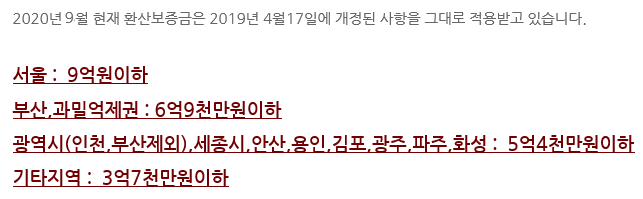 2020년 9월 현재 환산보증금은 2019년 4월17일에 개정된 사항을 그대로 적용받고 있습니다.
서울 : 9억원이하
부산,과밀억제권 : 6억9천만원이하
광역시(인천,부산제외),세종시,안산,용인,김포,광주,파주,화성 : 5억4천만원이하
기타지역 : 3억7천만원이하